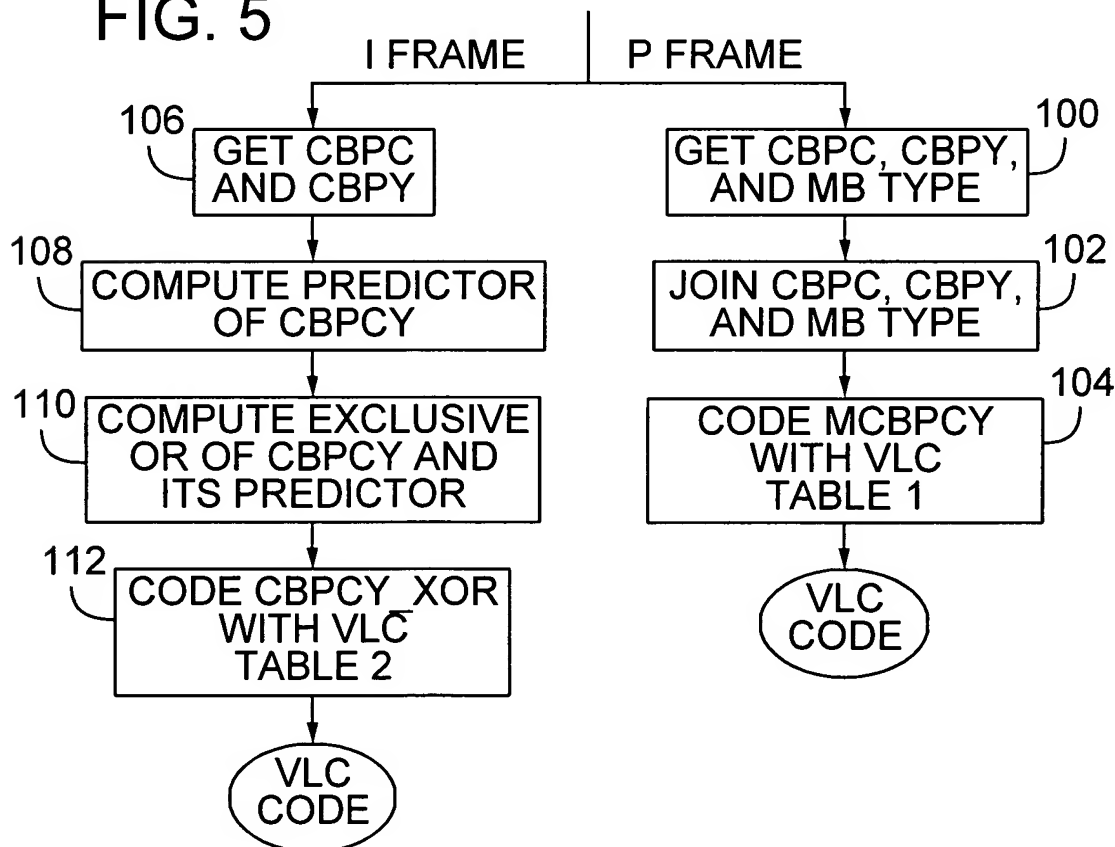 FIG. 5
I FRAME
P FRAME
106
GET CBPC
AND CBPY
108
COMPUTE PREDICTOR
OF CBPCY
110
COMPUTE EXCLUSIVE
OR OF CBPCY AND
ITS PREDICTOR
112
CODE CBPCY_XOR
WITH VLC
TABLE 2
VLC
CODE
100
GET CBPC, CBPY,
AND MB TYPE
102
JOIN CBPC, CBPY,
AND MB TYPE
104
CODE MCBPCY
WITH VLC
TABLE 1
VLC
CODE